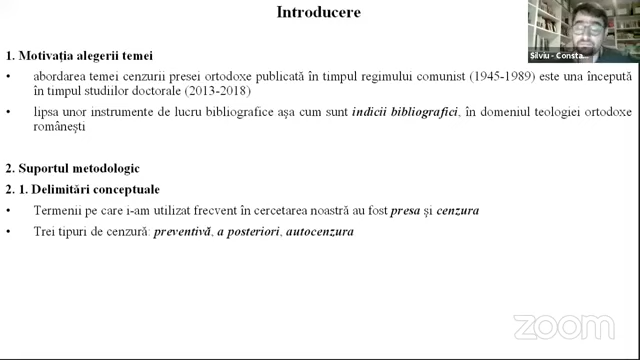 Introducere
Silviu - Consta...
1. Motivația alegerii temei
• abordarea temei cenzurii presei ortodoxe publicată în timpul regimului comunist (1945-1989) este una începută
în timpul studiilor doctorale (2013-2018)
• lipsa unor instrumente de lucru bibliografice așa cum sunt indicii bibliografici, în domeniul teologiei ortodoxe
românești
2. Suportul metodologic
2. 1. Delimitări conceptuale
• Termenii pe care i-am utilizat frecvent în cercetarea noastră au fost presa și cenzura
• Trei tipuri de cenzură: preventivă, a posteriori, autocenzura
zoom